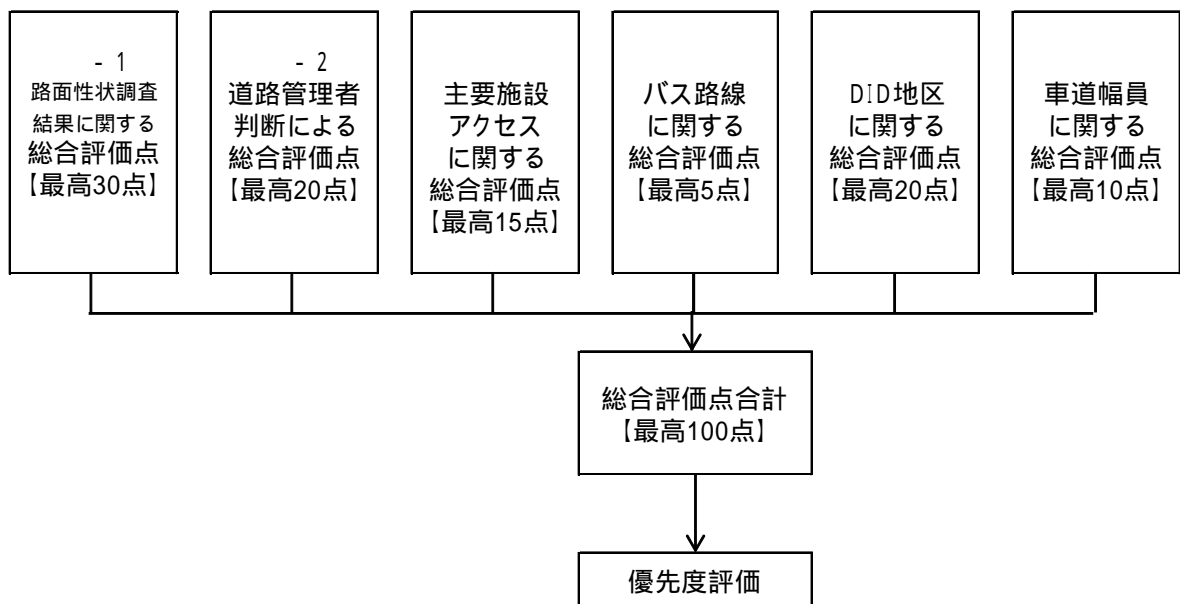 - 1
路面性状調査
結果に関する
総合評価点
【最高30点】
- 2
道路管理者
判断による
総合評価点
【最高20点】
主要施設
アクセス
に関する
総合評価点
【最高15点】
バス路線
に関する
総合評価点
【最高5点】
DID地区
に関する
総合評価点
【最高20点】
車道幅員
に関する
総合評価点
【最高10点】
総合評価点合計
【最高100点】
優先度評価